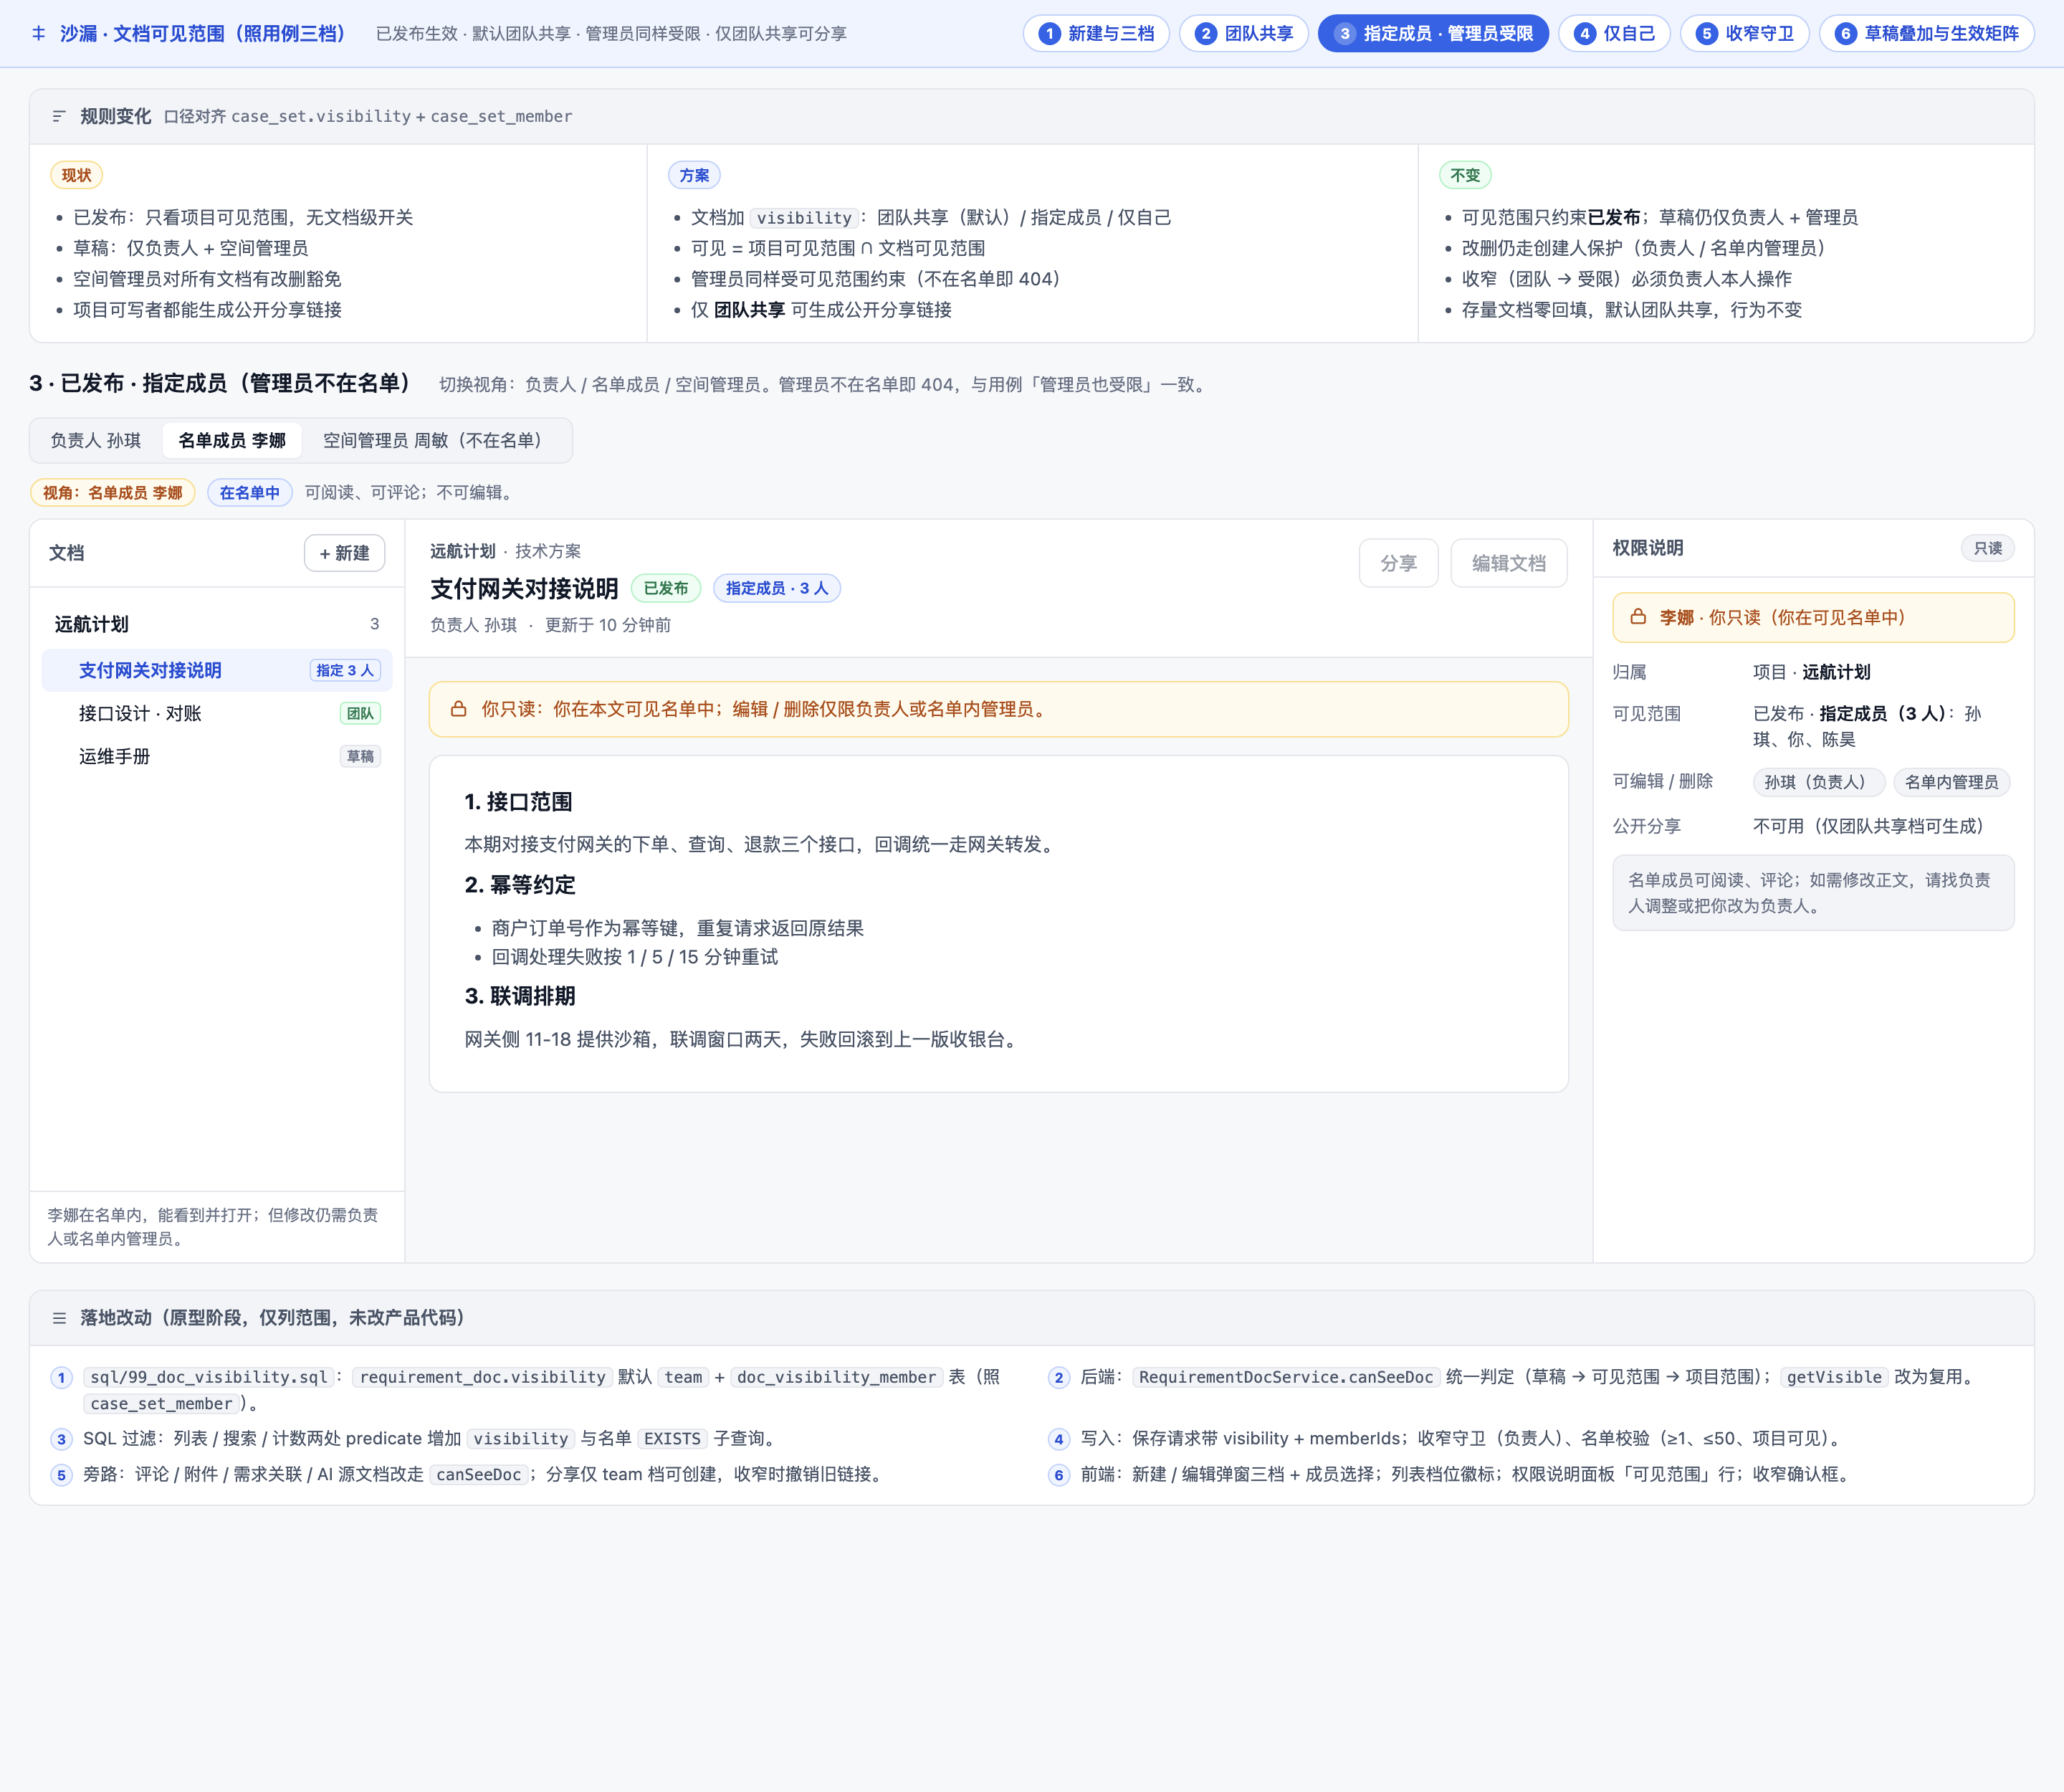 沙漏 · 文档可见范围（照用例三档）
已发布生效 · 默认团队共享 · 管理员同样受限 · 仅团队共享可分享
1 新建与三档
2 团队共享
3 指定成员 · 管理员受限
4 仅自己
5 收窄守卫
6 草稿叠加与生效矩阵
规则变化 口径对齐 case_set.visibility + case_set_member
现状
• 已发布：只看项目可见范围，无文档级开关
• 草稿：仅负责人 + 空间管理员
• 空间管理员对所有文档有改删豁免
• 项目可写者都能生成公开分享链接
方案
• 文档加 visibility：团队共享（默认）/ 指定成员 / 仅自己
• 可见 = 项目可见范围 ∩ 文档可见范围
• 管理员同样受可见范围约束（不在名单即 404）
• 仅 团队共享 可生成公开分享链接
不变
• 可见范围只约束已发布；草稿仍仅负责人 + 管理员
• 改删仍走创建人保护（负责人 / 名单内管理员）
• 收窄（团队 → 受限）必须负责人本人操作
• 存量文档零回填，默认团队共享，行为不变
3 · 已发布 · 指定成员（管理员不在名单）
切换视角：负责人 / 名单成员 / 空间管理员。管理员不在名单即 404，与用例「管理员也受限」一致。
负责人 孙琪
名单成员 李娜
空间管理员 周敏（不在名单）
视角：名单成员 李娜
在名单中
可阅读、可评论；不可编辑。
文档
+ 新建
远航计划 3
支付网关对接说明 指定 3 人
接口设计 · 对账 团队
运维手册 草稿
李娜在名单内，能看到并打开；但修改仍需负责
人或名单内管理员。
远航计划 · 技术方案
支付网关对接说明 已发布 指定成员 · 3 人
负责人 孙琪 · 更新于 10 分钟前
分享
编辑文档
你只读：你在本文可见名单中；编辑 / 删除仅限负责人或名单内管理员。
1. 接口范围
本期对接支付网关的下单、查询、退款三个接口，回调统一走网关转发。
2. 幂等约定
• 商户订单号作为幂等键，重复请求返回原结果
• 回调处理失败按 1 / 5 / 15 分钟重试
3. 联调排期
网关侧 11-18 提供沙箱，联调窗口两天，失败回滚到上一版收银台。
权限说明
只读
李娜 · 你只读（你在可见名单中）
归属 项目 · 远航计划
可见范围 已发布 · 指定成员（3 人）：孙
琪、你、陈昊
可编辑 / 删除 孙琪（负责人） 名单内管理员
公开分享 不可用（仅团队共享档可生成）
名单成员可阅读、评论；如需修改正文，请找负责
人调整或把你改为负责人。
落地改动（原型阶段，仅列范围，未改产品代码）
1 sql/99_doc_visibility.sql：requirement_doc.visibility 默认 team + doc_visibility_member 表（照
case_set_member）。
2 后端：RequirementDocService.canSeeDoc 统一判定（草稿 → 可见范围 → 项目范围）；getVisible 改为复用。
3 SQL 过滤：列表 / 搜索 / 计数两处 predicate 增加 visibility 与名单 EXISTS 子查询。
4 写入：保存请求带 visibility + memberIds；收窄守卫（负责人）、名单校验（≥1、≤50、项目可见）。
5 旁路：评论 / 附件 / 需求关联 / AI 源文档改走 canSeeDoc；分享仅 team 档可创建，收窄时撤销旧链接。
6 前端：新建 / 编辑弹窗三档 + 成员选择；列表档位徽标；权限说明面板「可见范围」行；收窄确认框。